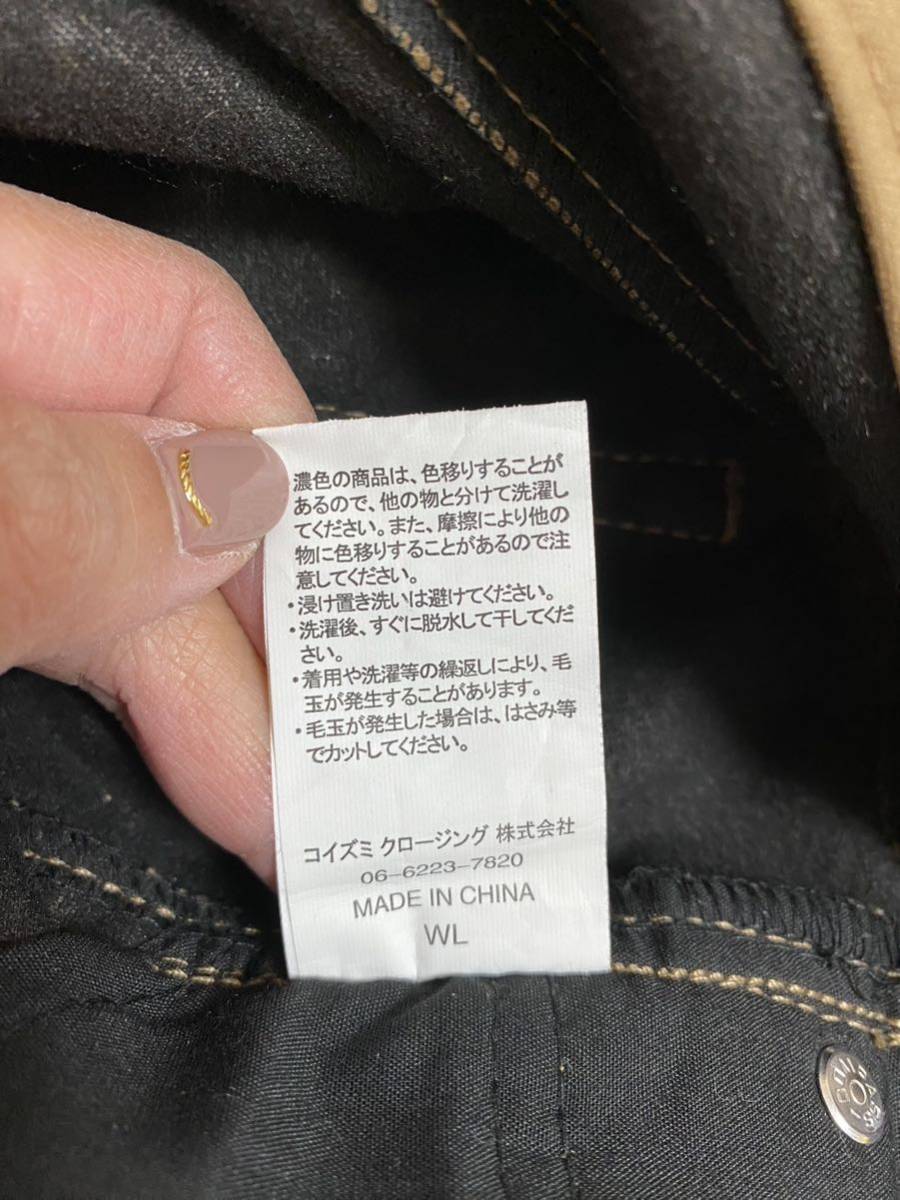 濃色の商品は、色移りすることが
あるので、他の物と分けて洗濯し
てください。また、摩擦により他の
物に色移りすることがあるので注
意してください。
・浸け置き洗いは避けてください。
・洗濯後、すぐに脱水して干してくだ
さい。
・着用や洗濯等の繰返しにより、毛
玉が発生することがあります。
・毛玉が発生した場合は、はさみ等
でカットしてください。
コイズミ クロージング 株式会社
06-6223-7820
MADE IN CHINA
WL